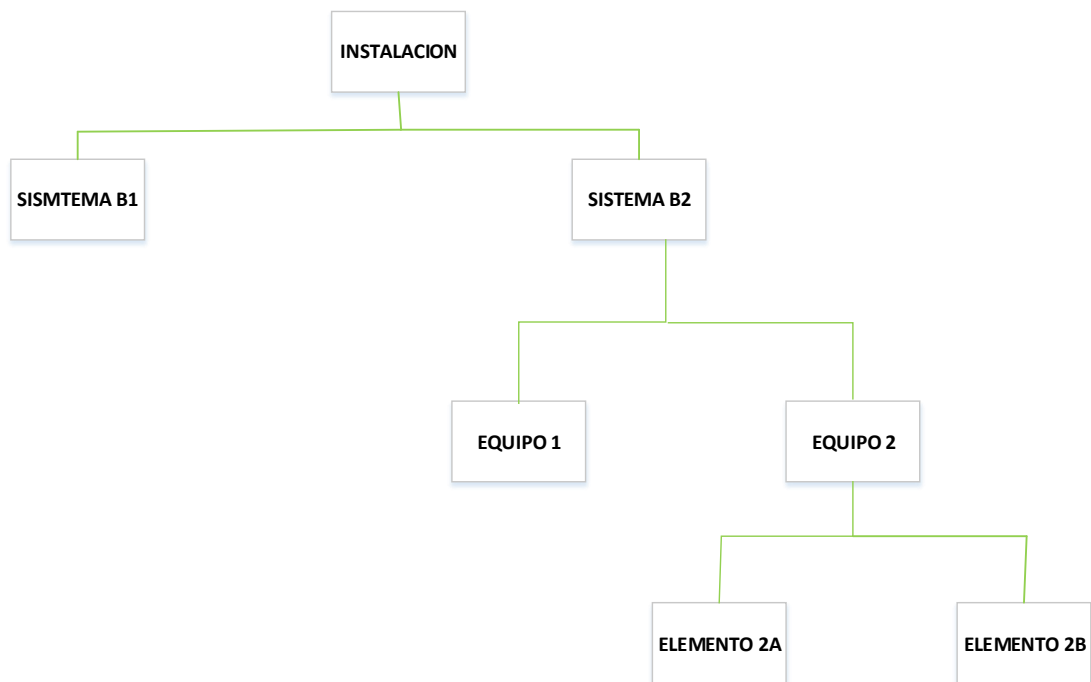 INSTALACION
SISMTEMA B1
SISTEMA B2
EQUIPO 1
EQUIPO 2
ELEMENTO 2A
ELEMENTO 2B